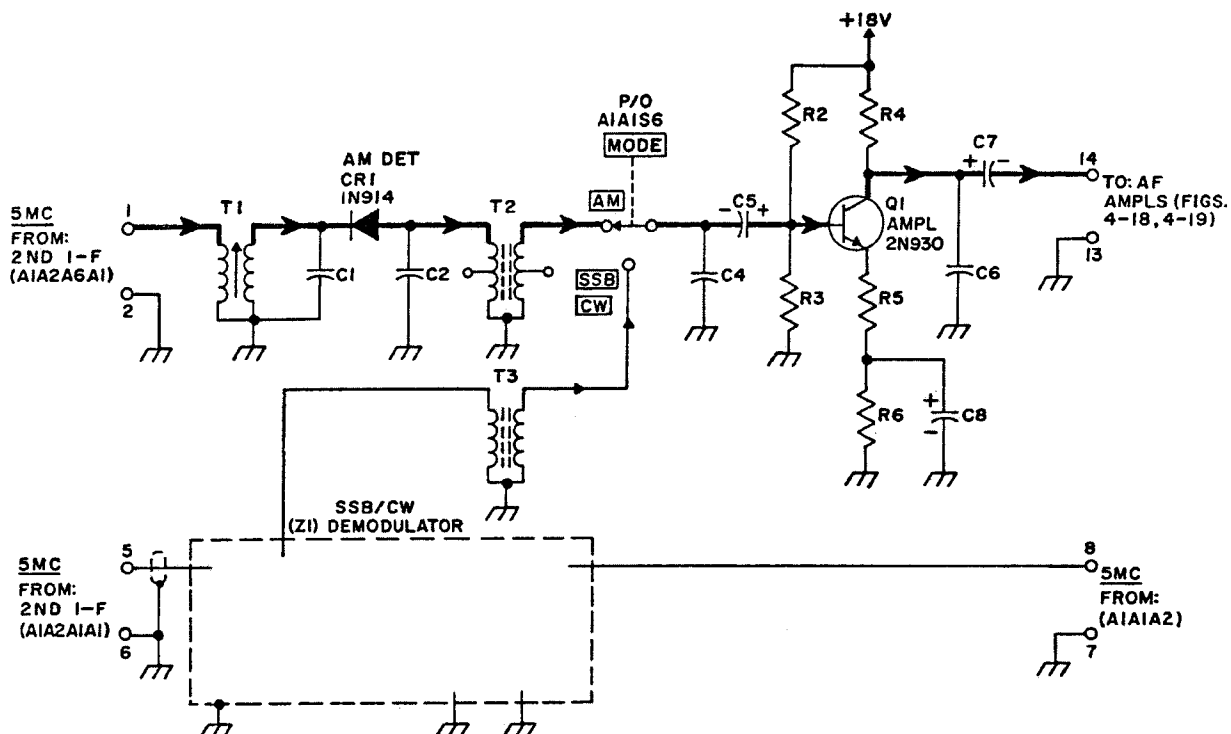 +18V
P/O
A1A1S6
MODE
R2
R4
C7
+ -
14
AM DET
CR1
1N914
5MC
FROM:
2ND I-F
(A1A2A6A1)
1
T1
T2
AM
- C5 +
Q1
AMPL
2N930
TO: AF
AMPLS (FIGS.
4-18, 4-19)
13
2
C1
C2
SSB
CW
C4
R3
R5
C6
T3
R6
+
-
C8
SSB/CW
(Z1) DEMODULATOR
5MC
FROM:
2ND I-F
(A1A2A1A1)
5
6
8
5MC
FROM:
(A1A1A2)
7